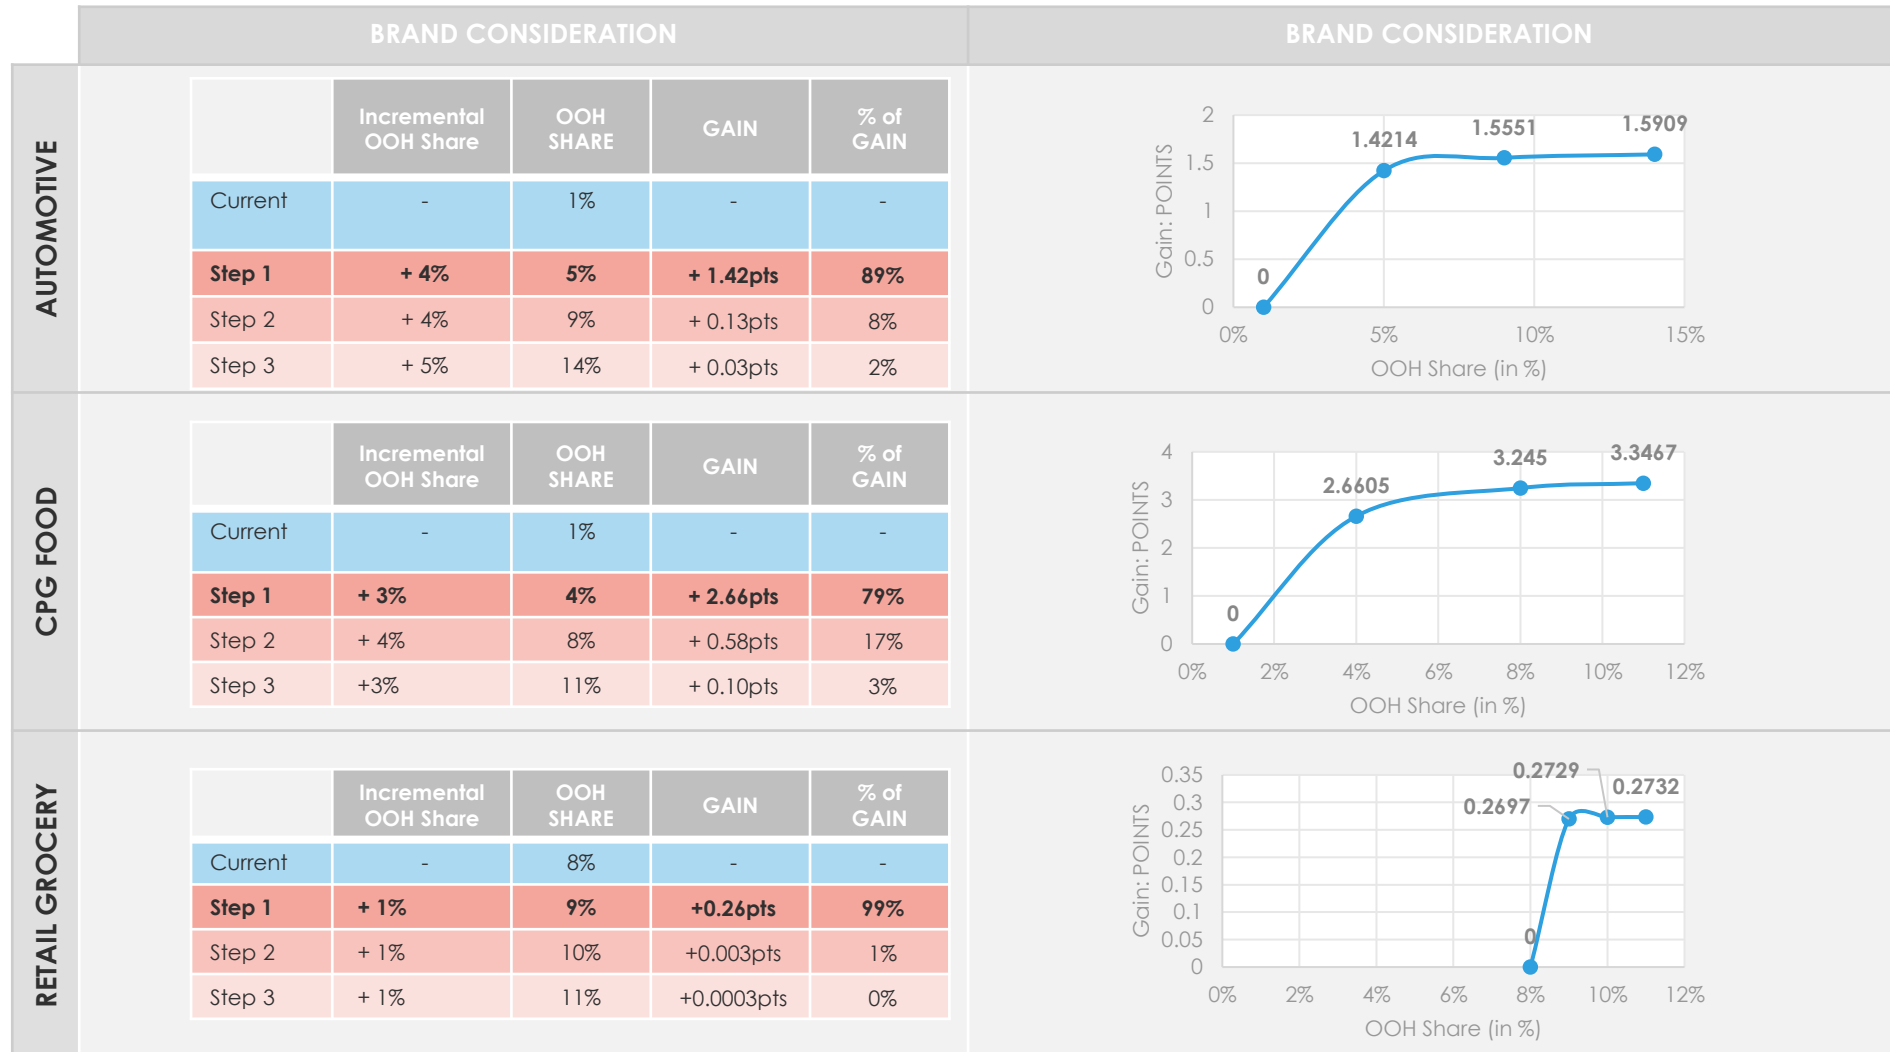 BRAND CONSIDERATION
BRAND CONSIDERATION
AUTOMOTIVE
Incremental OOH Share
OOH SHARE
GAIN
% of GAIN
Current - 1% - -
Step 1 + 4% 5% + 1.42pts 89%
Step 2 + 4% 9% + 0.13pts 8%
Step 3 + 5% 14% + 0.03pts 2%
Gain: POINTS
2
1.5
1
0.5
0
0
1.4214
1.5551
1.5909
0% 5% 10% 15%
OOH Share (in %)
CPG FOOD
Incremental OOH Share
OOH SHARE
GAIN
% of GAIN
Current - 1% - -
Step 1 + 3% 4% + 2.66pts 79%
Step 2 + 4% 8% + 0.58pts 17%
Step 3 +3% 11% + 0.10pts 3%
Gain: POINTS
4
3
2
1
0
0
2.6605
3.245
3.3467
0% 2% 4% 6% 8% 10% 12%
OOH Share (in %)
RETAIL GROCERY
Incremental OOH Share
OOH SHARE
GAIN
% of GAIN
Current - 8% - -
Step 1 + 1% 9% +0.26pts 99%
Step 2 + 1% 10% +0.003pts 1%
Step 3 + 1% 11% +0.0003pts 0%
Gain: POINTS
0.35
0.3
0.25
0.2
0.15
0.1
0.05
0
0
0.2697
0.2729
0.2732
0% 2% 4% 6% 8% 10% 12%
OOH Share (in %)